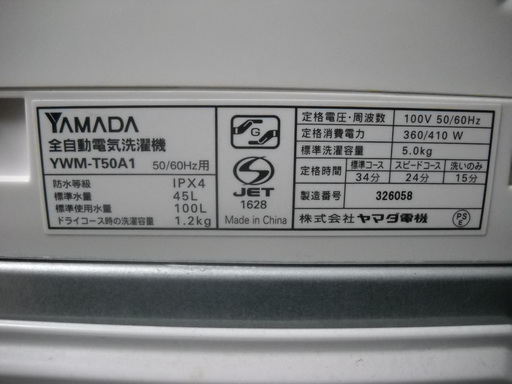 YAMADA
全自動電気洗濯機
YWM-T50A1 50/60Hz用
防水等級 IPX4
標準水量 45L
標準使用水量 100L
ドライコース時の洗濯容量 1.2kg
G
S
JET
1628
Made in China
定格電圧・周波数 100V 50/60Hz
定格消費電力 360/410 W
標準洗濯容量 5.0kg
定格時間 標準コース スピードコース 洗いのみ
34分 24分 15分
製造番号 326058
株式会社 ヤマダ電機
PS
E